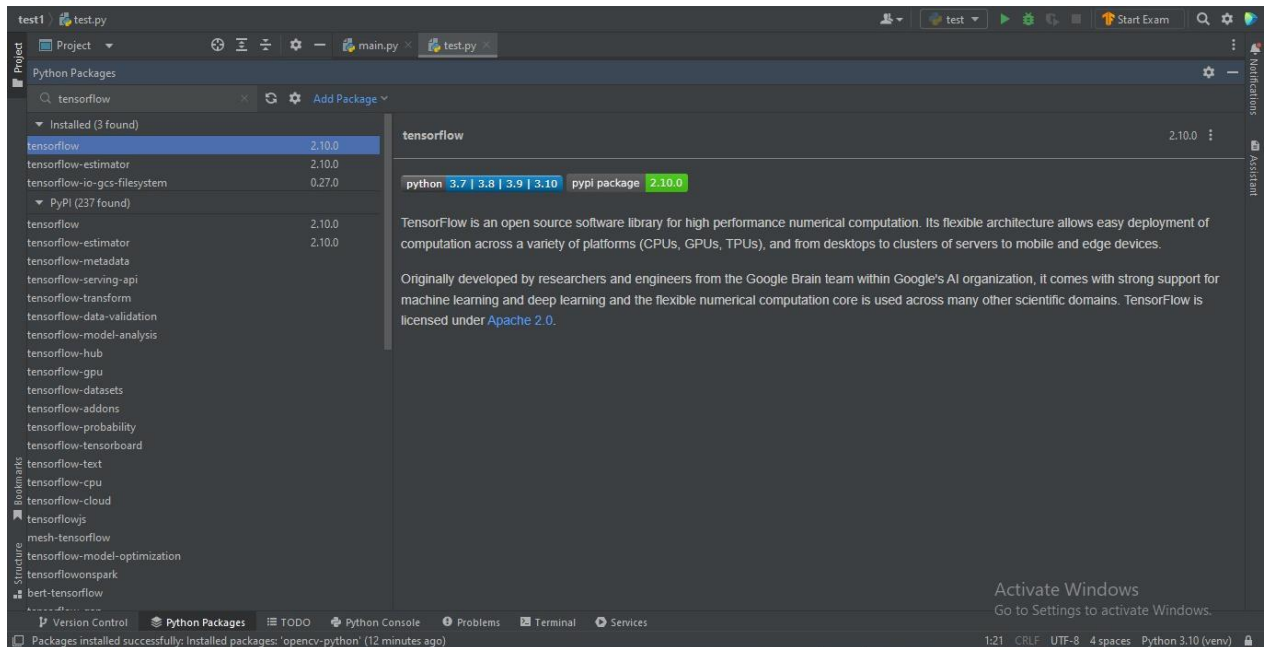 test1 test.py
test
Start Exam
Project
main.py
test.py
Project
Notifications
Python Packages
tensorflow
Add Package
Installed (3 found)
tensorflow 2.10.0
tensorflow-estimator 2.10.0
tensorflow-io-gcs-filesystem 0.27.0
PyPI (237 found)
tensorflow 2.10.0
tensorflow-estimator 2.10.0
tensorflow-metadata
tensorflow-serving-api
tensorflow-transform
tensorflow-data-validation
tensorflow-model-analysis
tensorflow-hub
tensorflow-gpu
tensorflow-datasets
tensorflow-addons
tensorflow-probability
tensorflow-tensorboard
tensorflow-text
tensorflow-cpu
tensorflow-cloud
tensorflowjs
mesh-tensorflow
tensorflow-model-optimization
tensorflowonspark
bert-tensorflow
tensorflow 2.10.0
python 3.7 | 3.8 | 3.9 | 3.10 pypi package 2.10.0
TensorFlow is an open source software library for high performance numerical computation. Its flexible architecture allows easy deployment of
computation across a variety of platforms (CPUs, GPUs, TPUs), and from desktops to clusters of servers to mobile and edge devices.
Originally developed by researchers and engineers from the Google Brain team within Google's AI organization, it comes with strong support for
machine learning and deep learning and the flexible numerical computation core is used across many other scientific domains. TensorFlow is
licensed under Apache 2.0.
Assistant
Bookmarks
Structure
Activate Windows
Go to Settings to activate Windows.
Version Control
Python Packages
TODO
Python Console
Problems
Terminal
Services
Packages installed successfully: Installed packages: 'opencv-python' (12 minutes ago)
1:21 CRLF UTF-8 4 spaces Python 3.10 (venv)